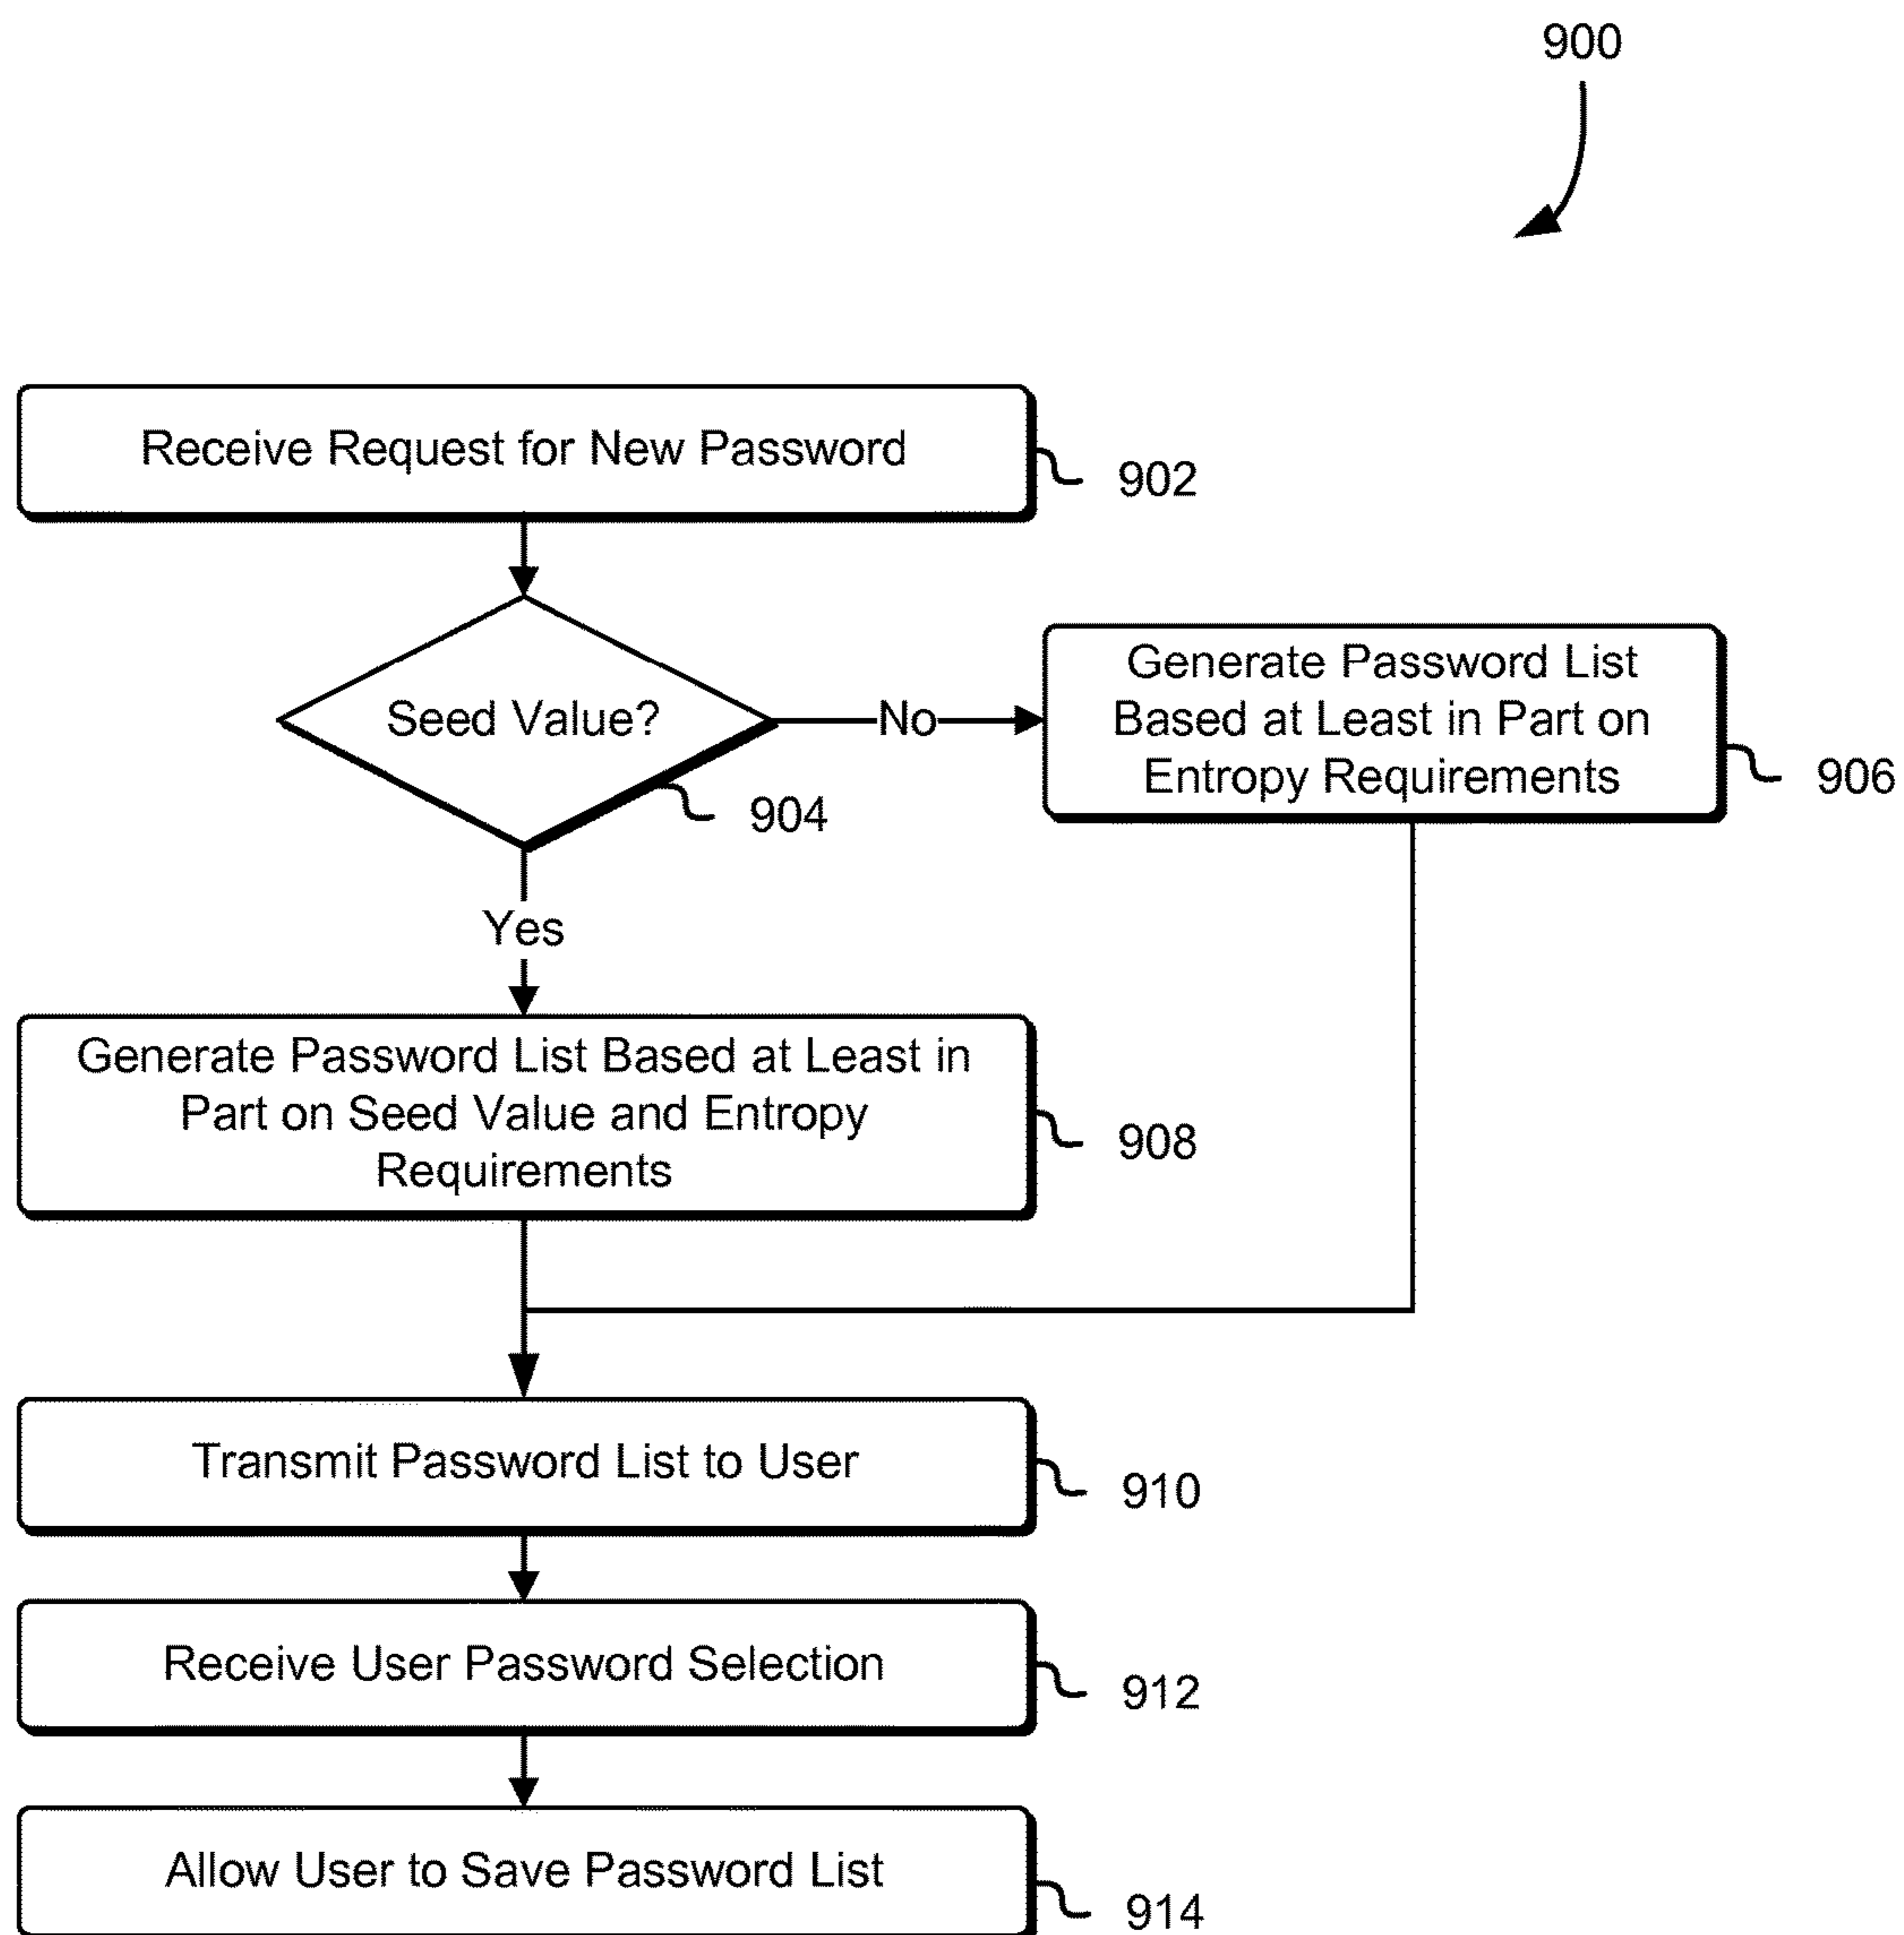 900
Receive Request for New Password
902
Seed Value?
904
No
Generate Password List
Based at Least in Part on
Entropy Requirements
906
Yes
Generate Password List Based at Least in
Part on Seed Value and Entropy
Requirements
908
Transmit Password List to User
910
Receive User Password Selection
912
Allow User to Save Password List
914